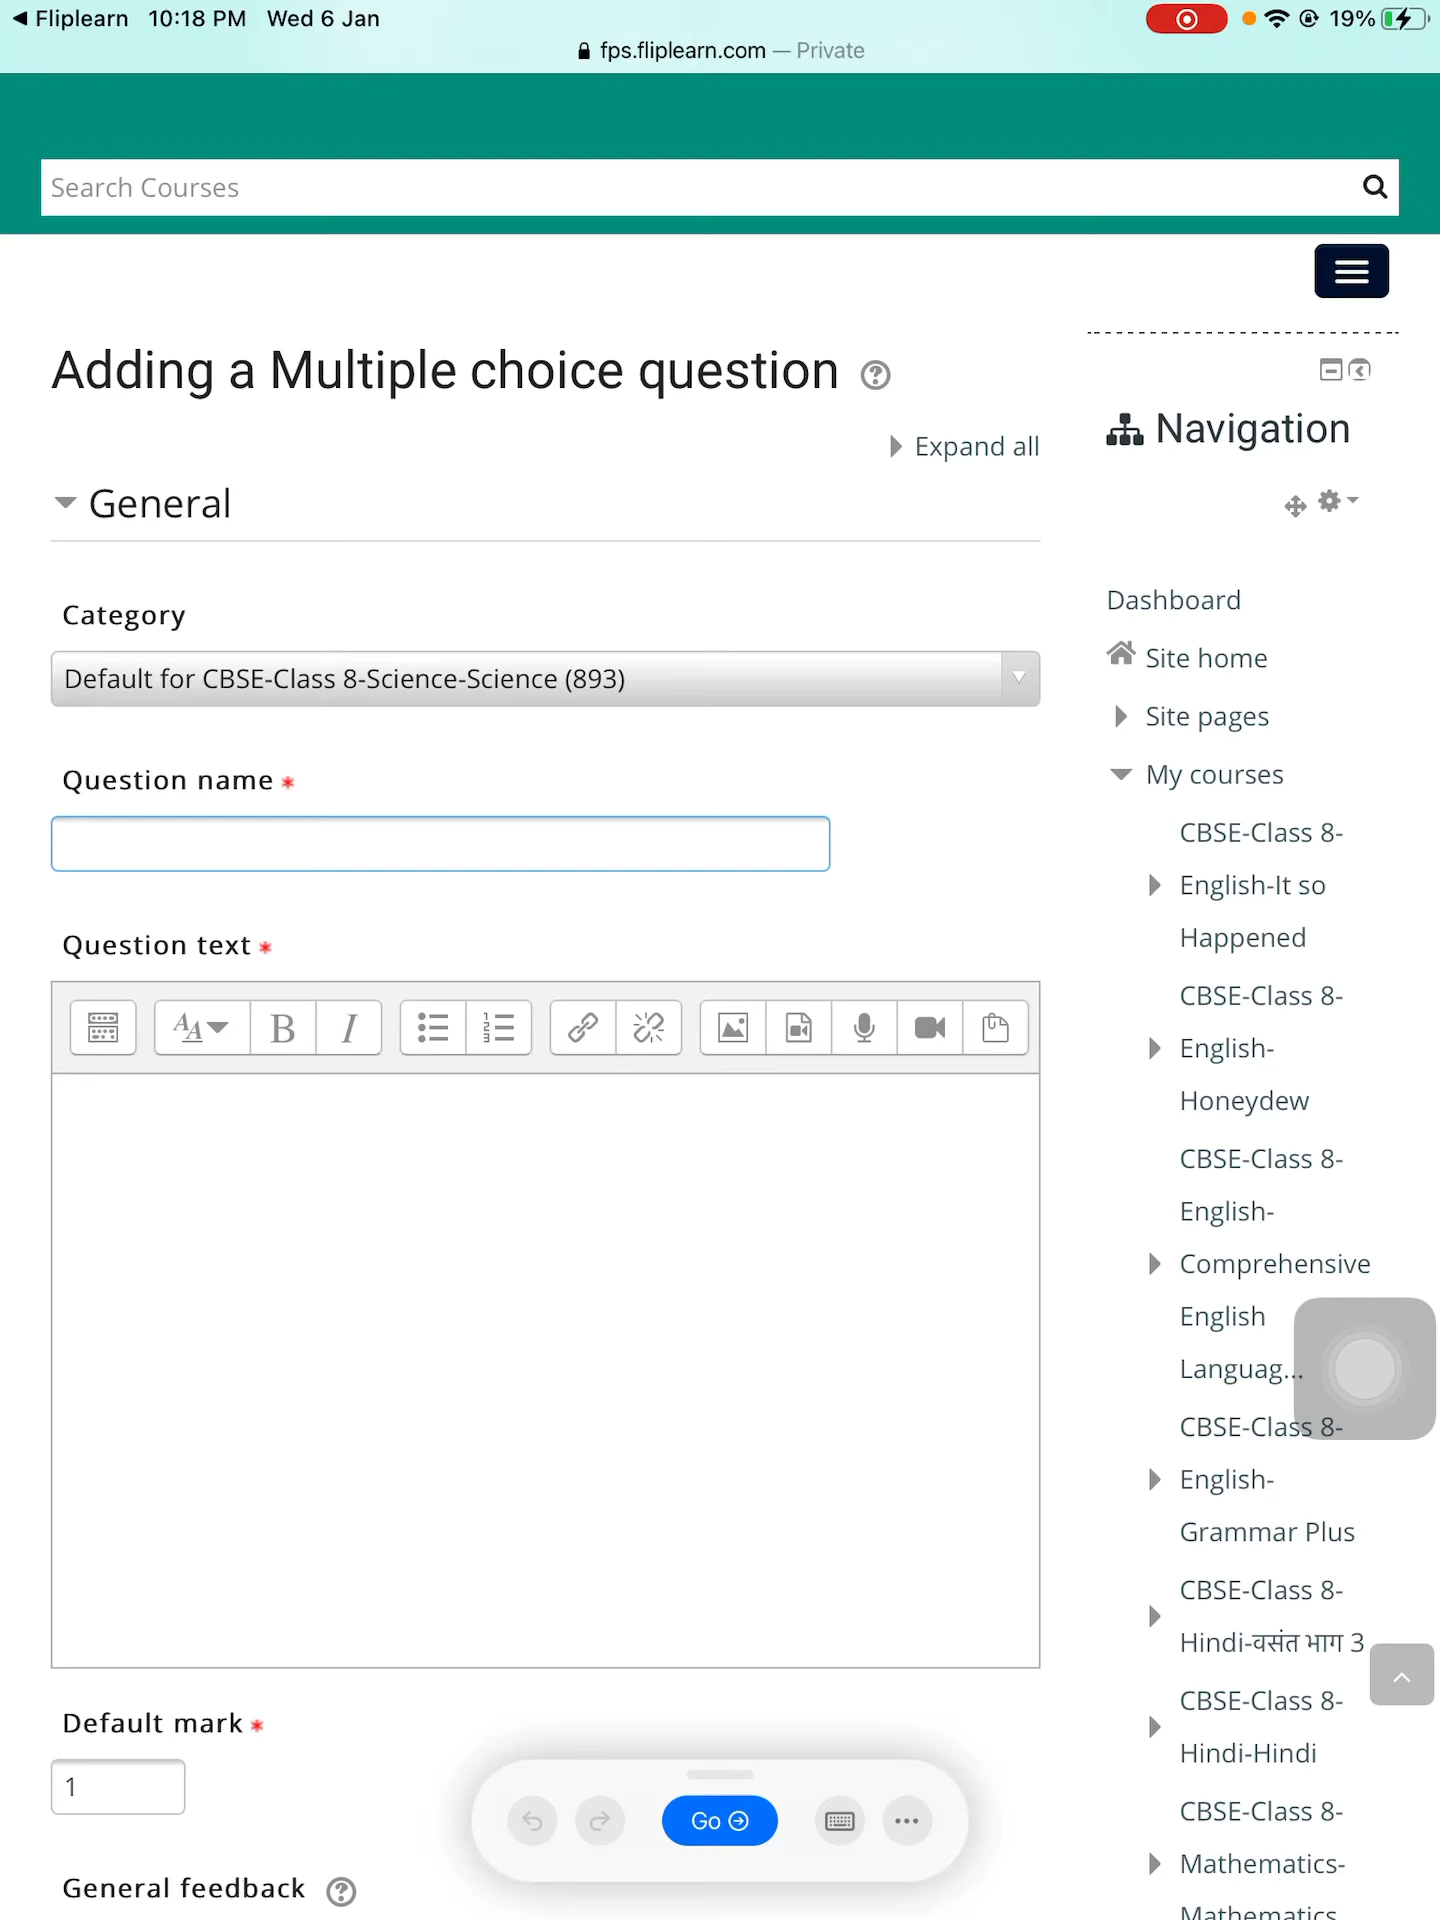 Fliplearn 10:18 PM Wed 6 Jan 19%
fps.fliplearn.com — Private
Search Courses
Adding a Multiple choice question
Expand all
General
Category
Default for CBSE-Class 8-Science-Science (893)
Question name *
Question text *
AA B I
Default mark *
1
Go
General feedback
Navigation
Dashboard
Site home
Site pages
My courses
CBSE-Class 8-
English-It so
Happened
CBSE-Class 8-
English-
Honeydew
CBSE-Class 8-
English-
Comprehensive
English
Languag...
CBSE-Class 8-
English-
Grammar Plus
CBSE-Class 8-
Hindi-वसंत भाग 3
CBSE-Class 8-
Hindi-Hindi
CBSE-Class 8-
Mathematics-
Mathematics